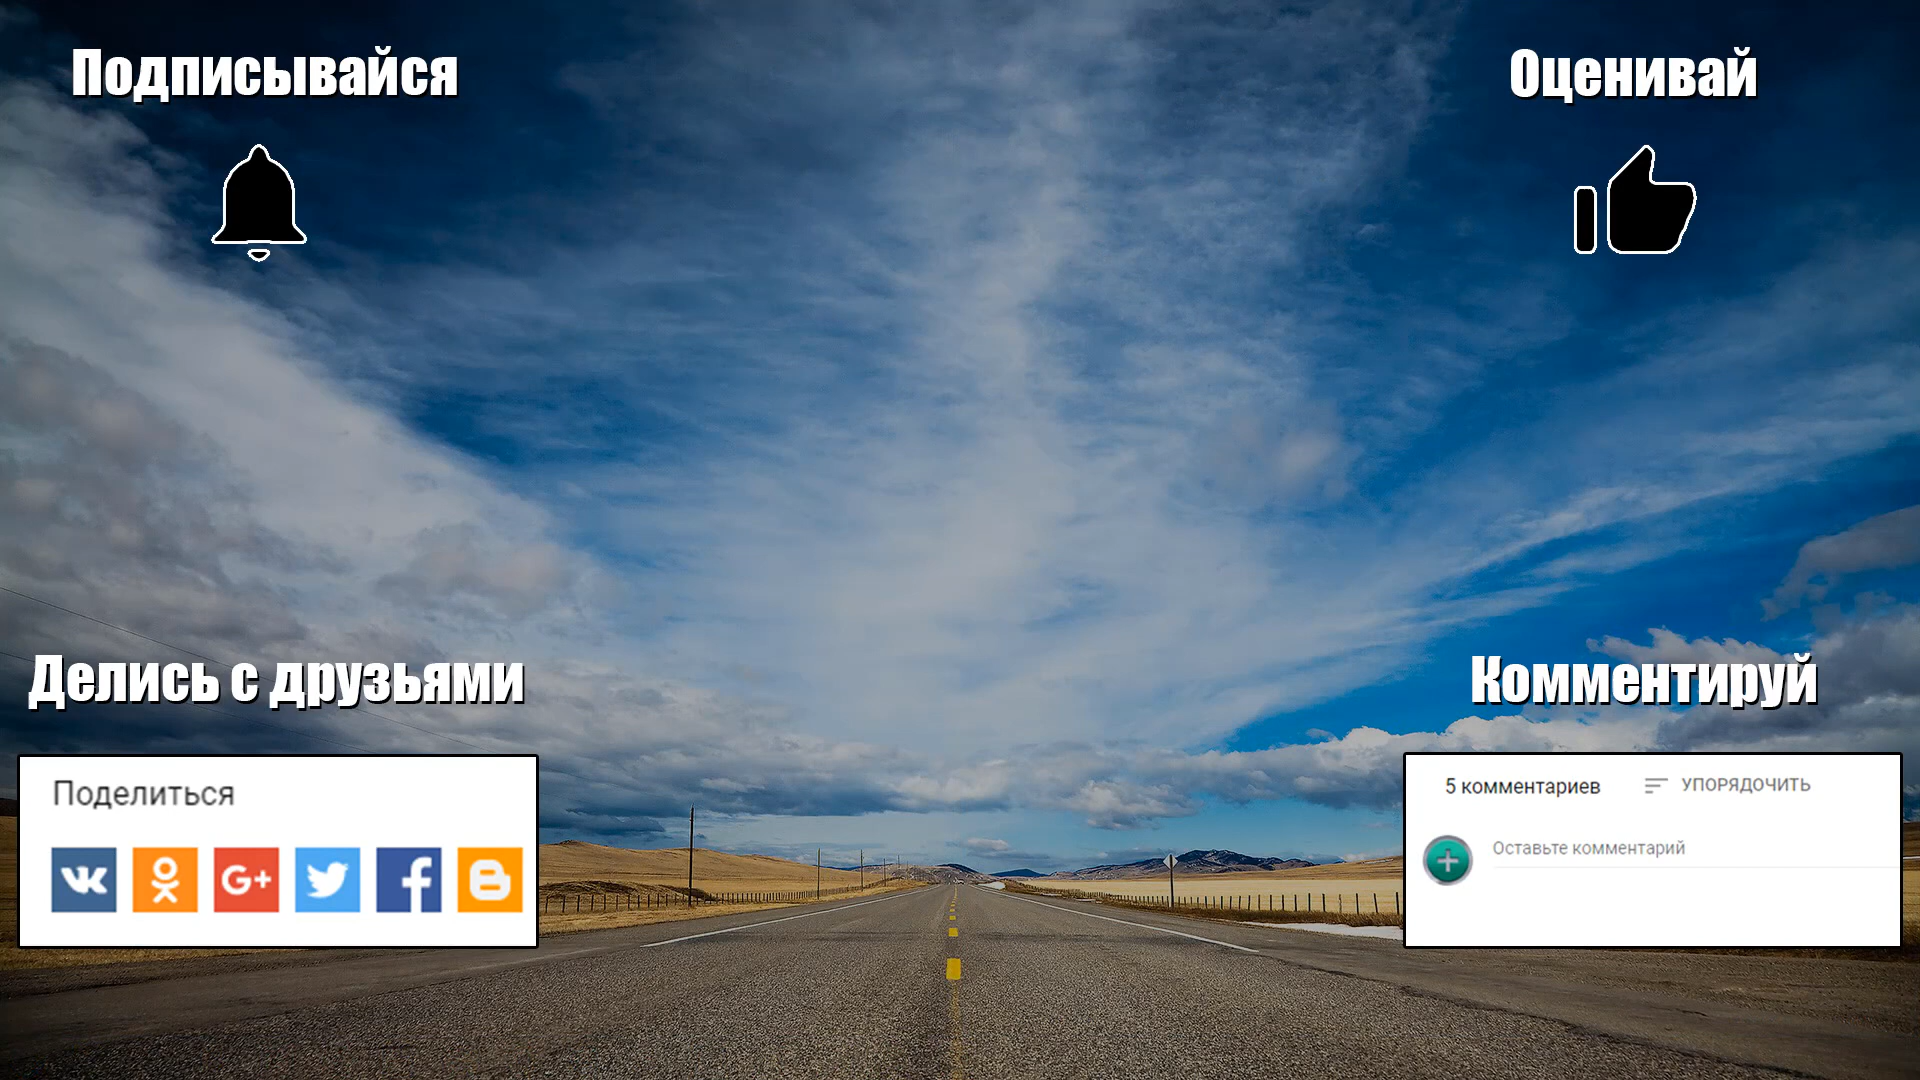 Подписывайся
Оценивай
Делись с друзьями
Комментируй
Поделиться
5 комментариев
УПОРЯДОЧИТЬ
Оставьте комментарий
G+